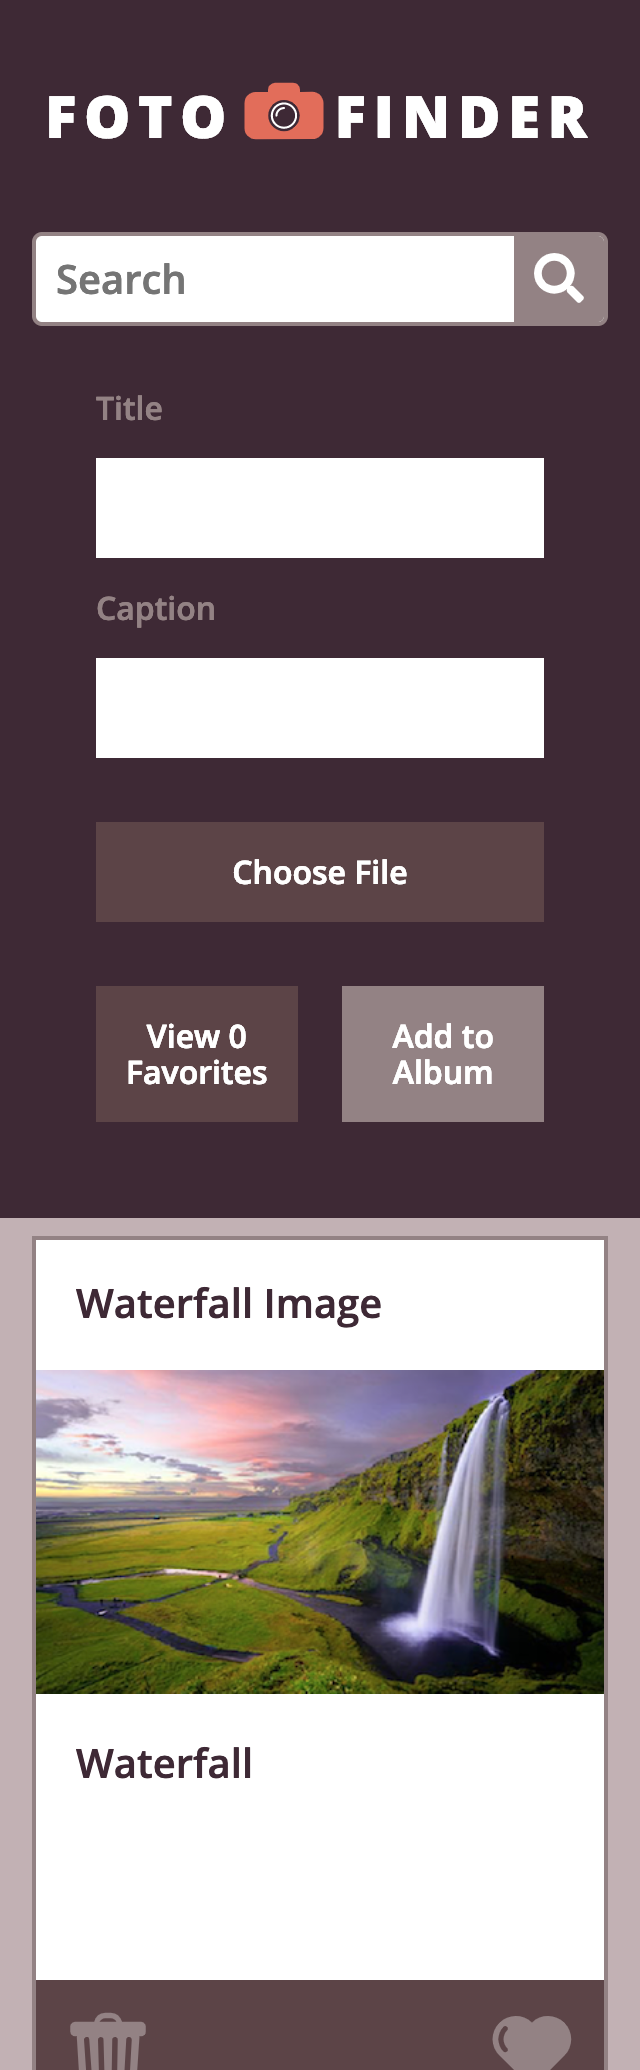 FOTO FINDER
Search
Title
Caption
Choose File
View 0
Favorites
Add to
Album
Waterfall Image
Waterfall